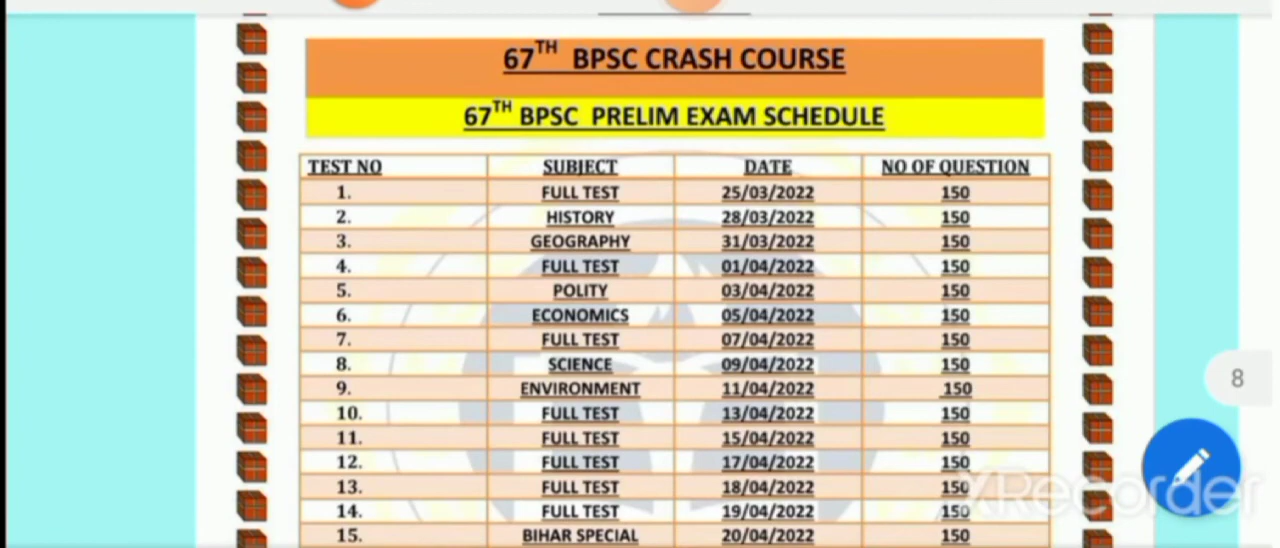 67TH BPSC CRASH COURSE
67TH BPSC PRELIM EXAM SCHEDULE
TEST NO SUBJECT DATE NO OF QUESTION
1. FULL TEST 25/03/2022 150
2. HISTORY 28/03/2022 150
3. GEOGRAPHY 31/03/2022 150
4. FULL TEST 01/04/2022 150
5. POLITY 03/04/2022 150
6. ECONOMICS 05/04/2022 150
7. FULL TEST 07/04/2022 150
8. SCIENCE 09/04/2022 150
8
9. ENVIRONMENT 11/04/2022 150
10. FULL TEST 13/04/2022 150
11. FULL TEST 15/04/2022 150
12. FULL TEST 17/04/2022 150
13. FULL TEST 18/04/2022 150
XRecorder
14. FULL TEST 19/04/2022 150
15. BIHAR SPECIAL 20/04/2022 150